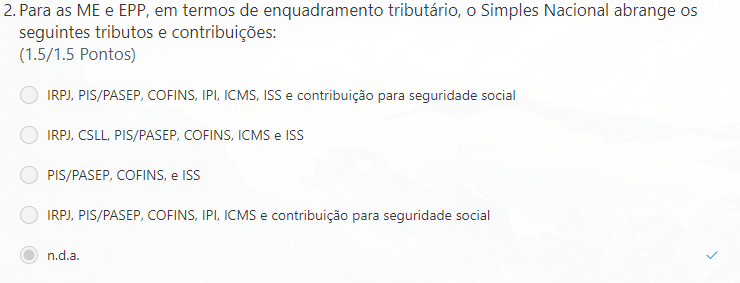 2. Para as ME e EPP, em termos de enquadramento tributário, o Simples Nacional abrange os
seguintes tributos e contribuições:
(1.5/1.5 Pontos)
IRPJ, PIS/PASEP, COFINS, IPI, ICMS, ISS e contribuição para seguridade social
IRPJ, CSLL, PIS/PASEP, COFINS, ICMS e ISS
PIS/PASEP, COFINS, e ISS
IRPJ, PIS/PASEP, COFINS, IPI, ICMS e contribuição para seguridade social
n.d.a.